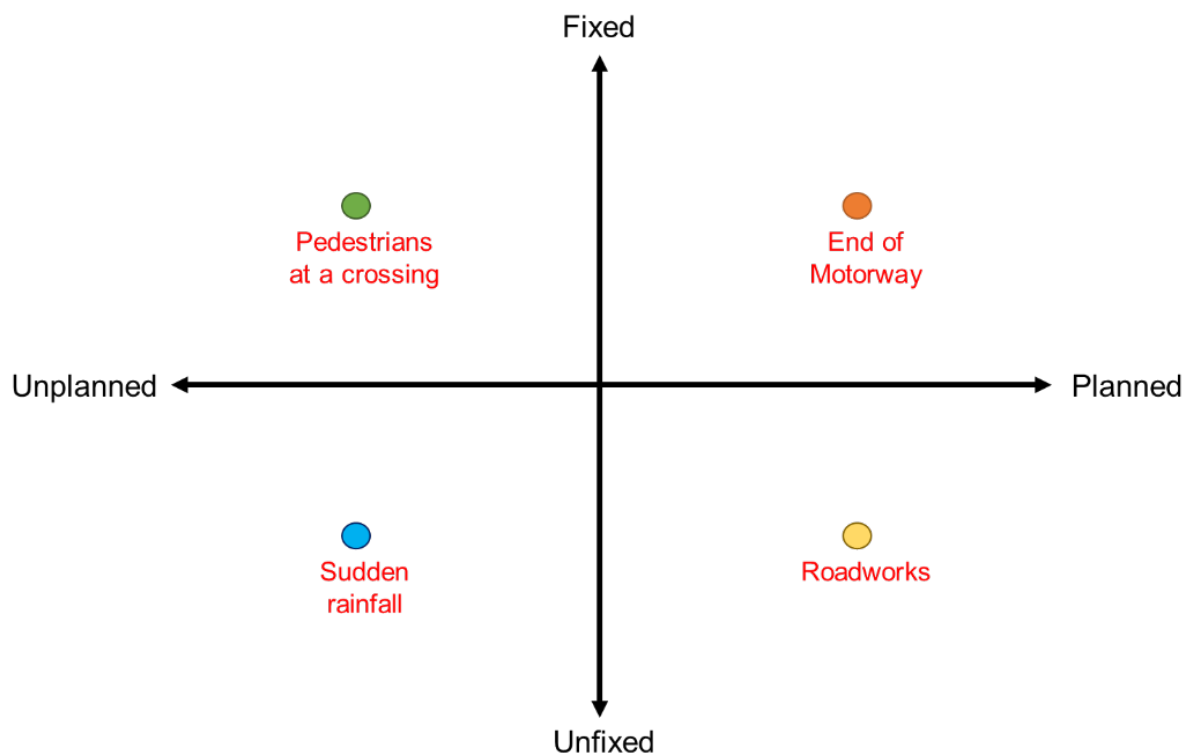 Fixed
Pedestrians
at a crossing
End of
Motorway
Unplanned
Planned
Sudden
rainfall
Roadworks
Unfixed